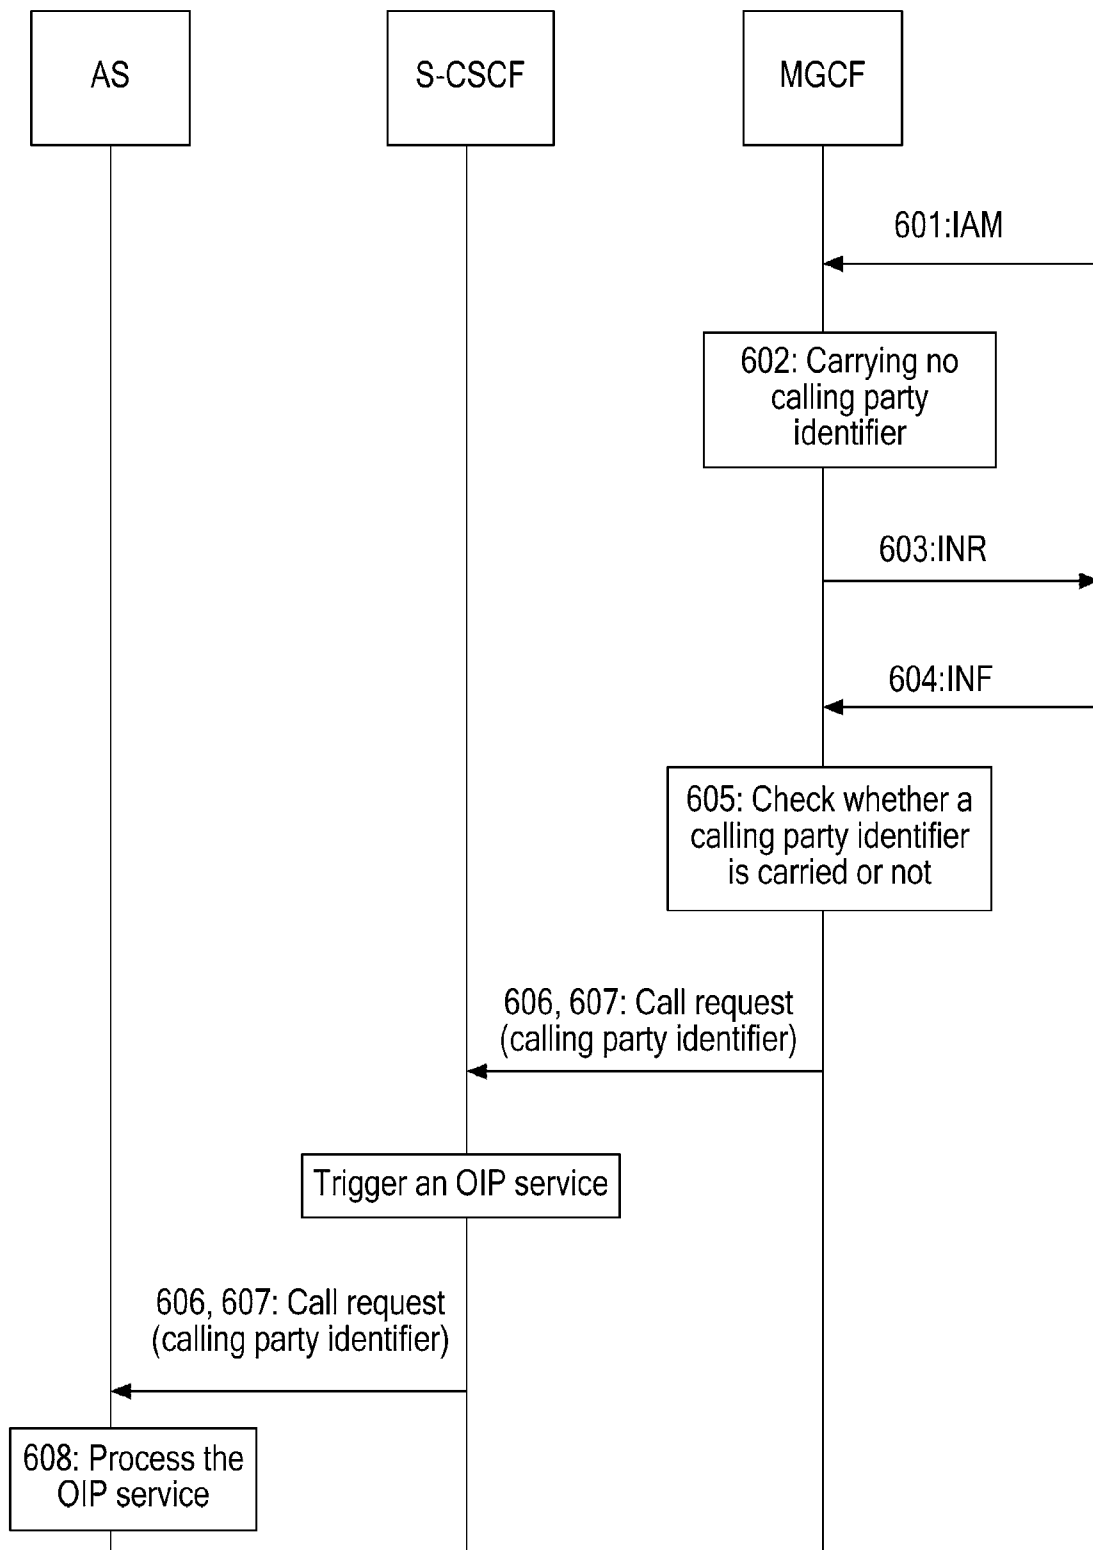 AS
S-CSCF
MGCF
601:IAM
602: Carrying no
calling party
identifier
603:INR
604:INF
605: Check whether a
calling party identifier
is carried or not
606, 607: Call request
(calling party identifier)
Trigger an OIP service
606, 607: Call request
(calling party identifier)
608: Process the
OIP service